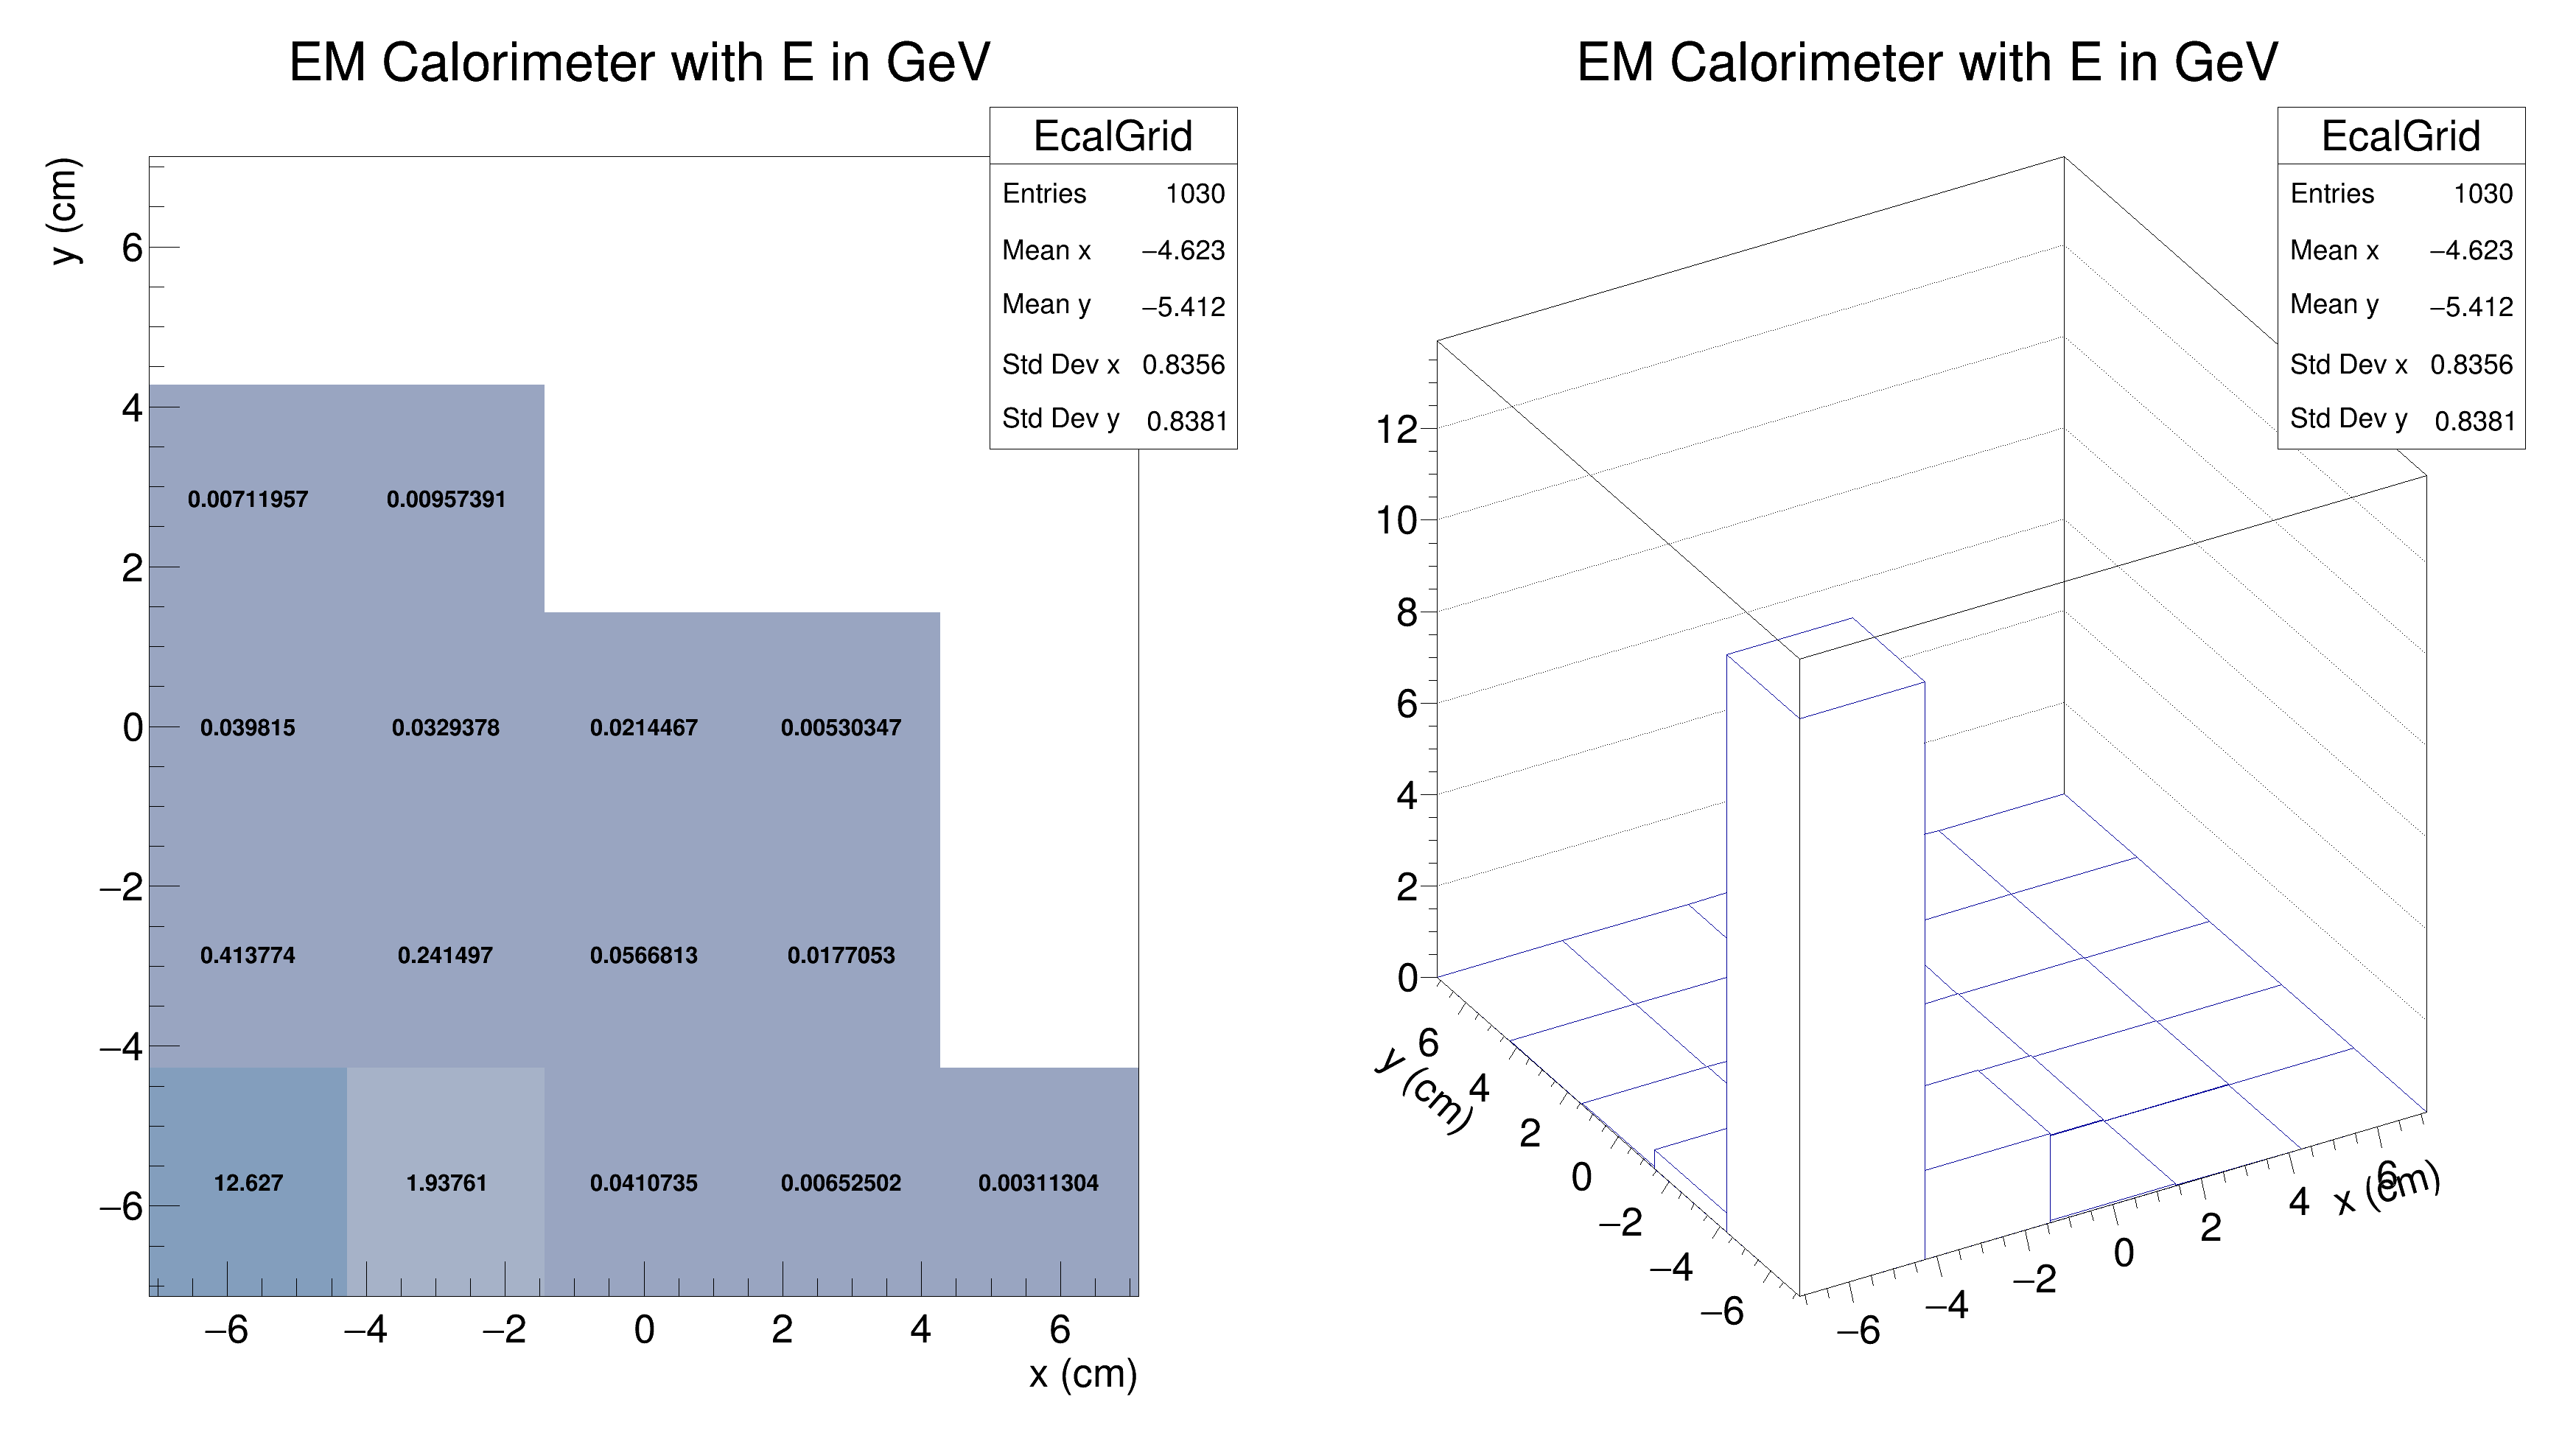 EM Calorimeter with E in GeV
EcalGrid
Entries 1030
Mean x −4.623
Mean y −5.412
Std Dev x 0.8356
Std Dev y 0.8381
y (cm)
6
4
2
0
−2
−4
−6
0.00711957 0.00957391
0.039815 0.0329378 0.0214467 0.00530347
0.413774 0.241497 0.0566813 0.0177053
12.627 1.93761 0.0410735 0.00652502 0.00311304
−6 −4 −2 0 2 4 6
x (cm)
EM Calorimeter with E in GeV
EcalGrid
Entries 1030
Mean x −4.623
Mean y −5.412
Std Dev x 0.8356
Std Dev y 0.8381
12
10
8
6
4
2
0
y (cm)
6
4
2
0
−2
−4
−6
−6 −4 −2 0 2 4 6
x (cm)